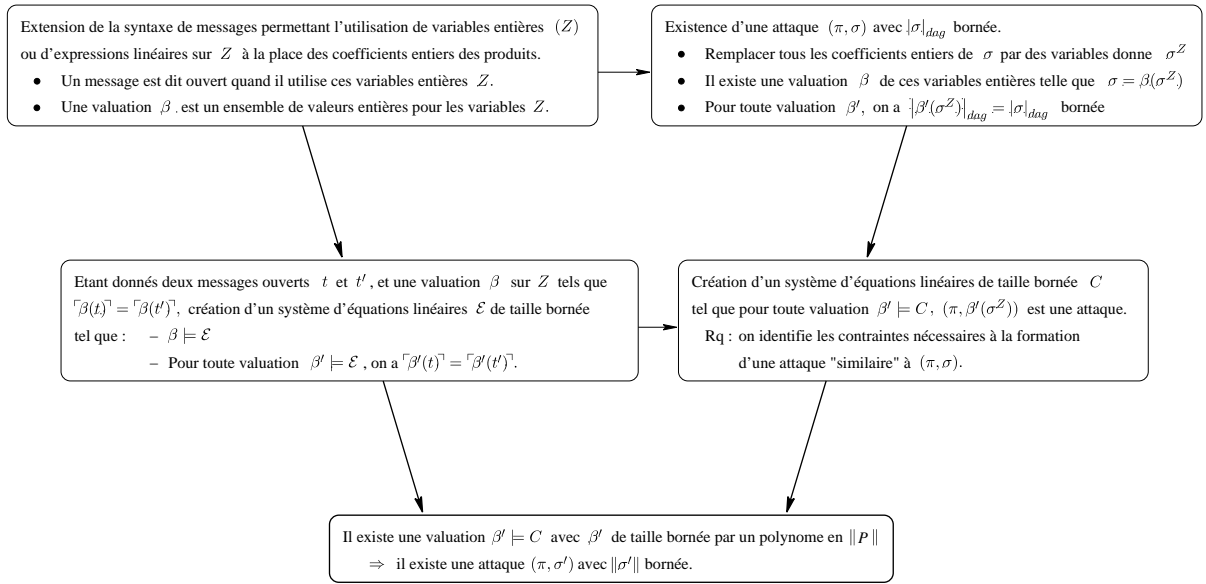 Extension de la syntaxe de messages permettant l'utilisation de variables entières (Z)
ou d'expressions linéaires sur Z à la place des coefficients entiers des produits.
• Un message est dit ouvert quand il utilise ces variables entières Z.
• Une valuation β est un ensemble de valeurs entières pour les variables Z.
Existence d'une attaque (π, σ) avec |σ|_{dag} bornée.
• Remplacer tous les coefficients entiers de σ par des variables donne σ^Z
• Il existe une valuation β de ces variables entières telle que σ = β(σ^Z)
• Pour toute valuation β′, on a |β′(σ^Z)|_{dag} = |σ|_{dag} bornée
Etant donnés deux messages ouverts t et t′, et une valuation β sur Z tels que
⌜β(t)⌝ = ⌜β(t′)⌝, création d'un système d'équations linéaires ℰ de taille bornée
tel que : – β ⊨ ℰ
– Pour toute valuation β′ ⊨ ℰ, on a ⌜β′(t)⌝ = ⌜β′(t′)⌝.
Création d'un système d'équations linéaires de taille bornée C
tel que pour toute valuation β′ ⊨ C, (π, β′(σ^Z)) est une attaque.
Rq : on identifie les contraintes nécessaires à la formation
d'une attaque "similaire" à (π, σ).
Il existe une valuation β′ ⊨ C avec β′ de taille bornée par un polynome en ‖P‖
⇒ il existe une attaque (π, σ′) avec ‖σ′‖ bornée.